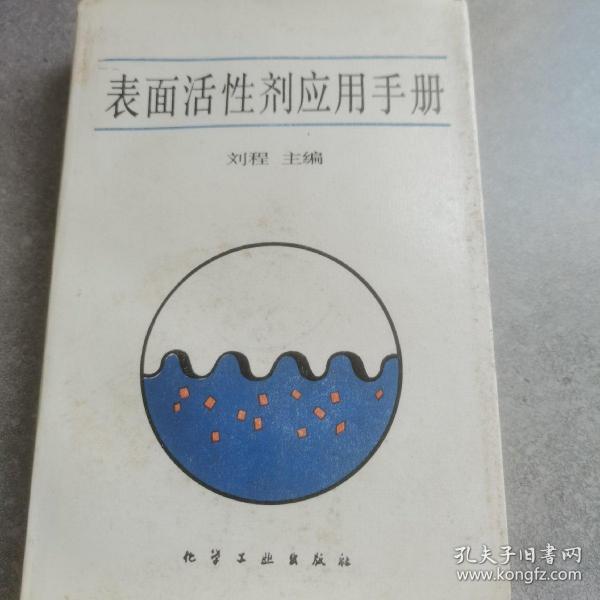 表面活性剂应用手册
刘程 主编
化学工业出版社
孔夫子旧书网
www.kongfz.com